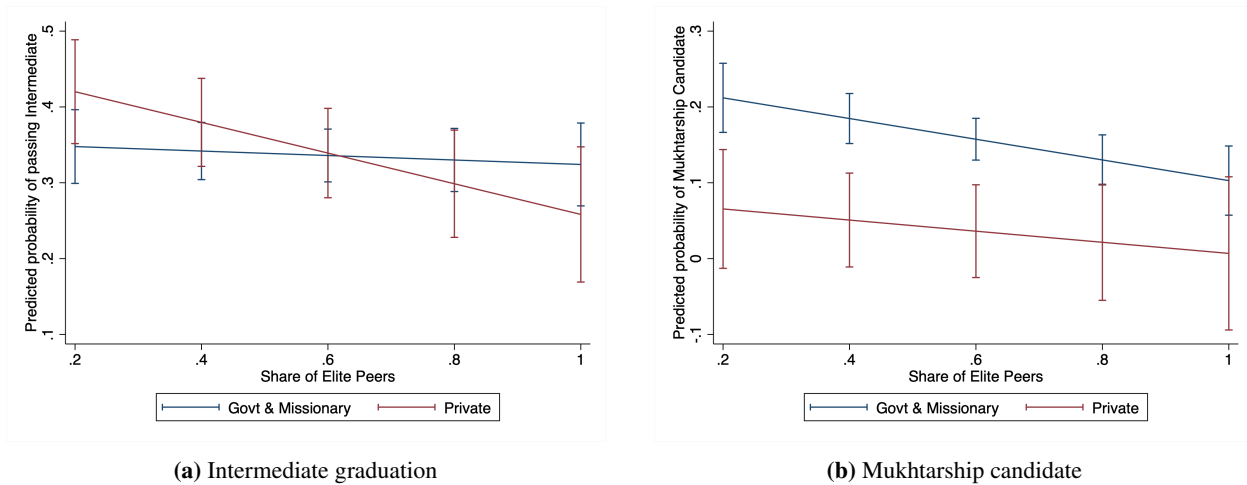 Predicted probability of passing Intermediate
.5
.4
.3
.2
.1
.2 .4 .6 .8 1
Share of Elite Peers
Govt & Missionary Private
(a) Intermediate graduation
Predicted probability of Mukhtarship Candidate
.3
.2
.1
0
-.1
.2 .4 .6 .8 1
Share of Elite Peers
Govt & Missionary Private
(b) Mukhtarship candidate